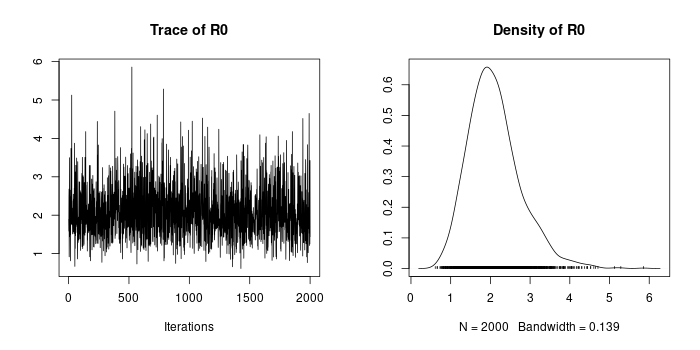 Trace of R0
6
5
4
3
2
1
0 500 1000 1500 2000
Iterations
Density of R0
0.6
0.5
0.4
0.3
0.2
0.1
0.0
0 1 2 3 4 5 6
N = 2000 Bandwidth = 0.139